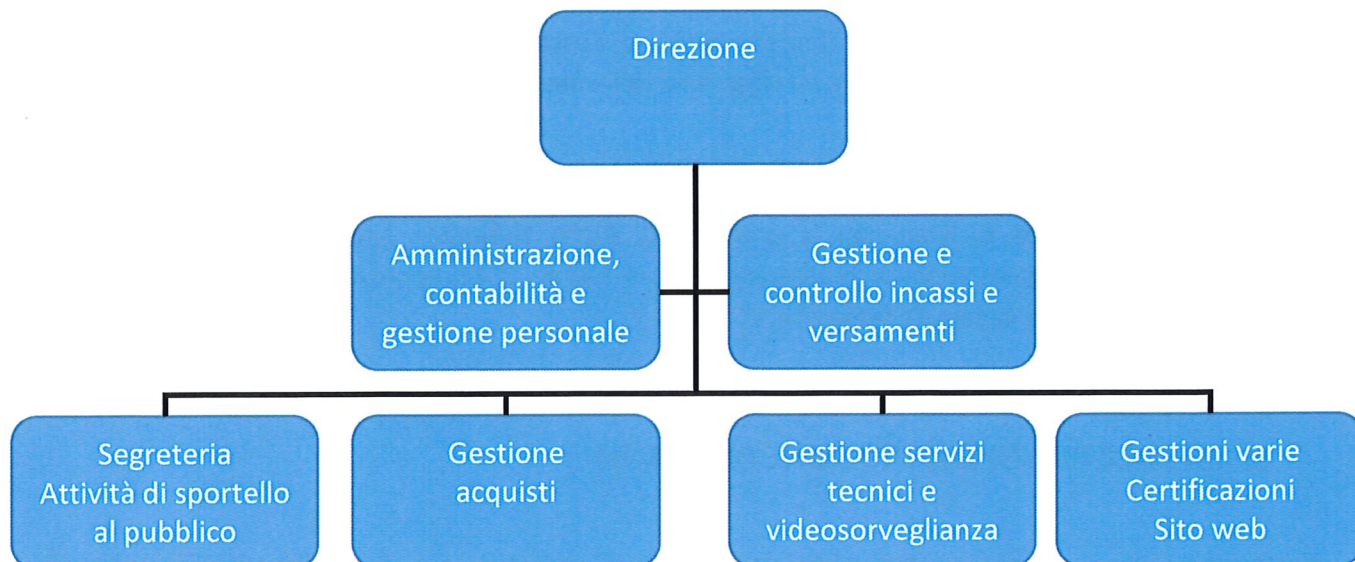 Direzione
Amministrazione,
contabilità e
gestione personale
Gestione e
controllo incassi e
versamenti
Segreteria
Attività di sportello
al pubblico
Gestione
acquisti
Gestione servizi
tecnici e
videosorveglianza
Gestioni varie
Certificazioni
Sito web